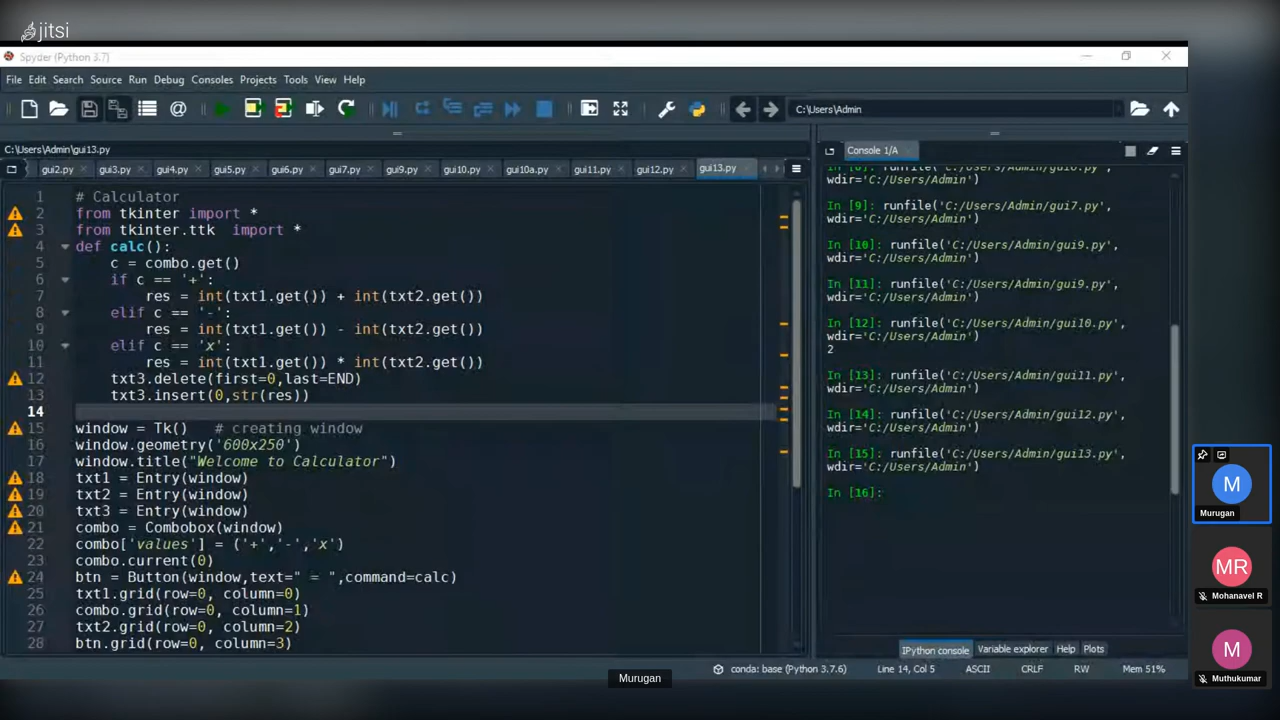 jitsi
Spyder (Python 3.7)
File Edit Search Source Run Debug Consoles Projects Tools View Help
C:\Users\Admin
C:\Users\Admin\gui13.py
gui2.py gui3.py gui4.py gui5.py gui6.py gui7.py gui9.py gui10.py gui10a.py gui11.py gui12.py gui13.py
1 # Calculator
2 from tkinter import *
3 from tkinter.ttk  import *
4 def calc():
5     c = combo.get()
6     if c == '+':
7         res = int(txt1.get()) + int(txt2.get())
8     elif c == '-':
9         res = int(txt1.get()) - int(txt2.get())
10     elif c == 'x':
11         res = int(txt1.get()) * int(txt2.get())
12     txt3.delete(first=0,last=END)
13     txt3.insert(0,str(res))
14
15 window = Tk()   # creating window
16 window.geometry('600x250')
17 window.title("Welcome to Calculator")
18 txt1 = Entry(window)
19 txt2 = Entry(window)
20 txt3 = Entry(window)
21 combo = Combobox(window)
22 combo['values'] = ('+','-','x')
23 combo.current(0)
24 btn = Button(window,text=" = ",command=calc)
25 txt1.grid(row=0, column=0)
26 combo.grid(row=0, column=1)
27 txt2.grid(row=0, column=2)
28 btn.grid(row=0, column=3)
Console 1/A
wdir='C:/Users/Admin')
In [9]: runfile('C:/Users/Admin/gui7.py',
wdir='C:/Users/Admin')
In [10]: runfile('C:/Users/Admin/gui9.py',
wdir='C:/Users/Admin')
In [11]: runfile('C:/Users/Admin/gui9.py',
wdir='C:/Users/Admin')
In [12]: runfile('C:/Users/Admin/gui10.py',
wdir='C:/Users/Admin')
2
In [13]: runfile('C:/Users/Admin/gui11.py',
wdir='C:/Users/Admin')
In [14]: runfile('C:/Users/Admin/gui12.py',
wdir='C:/Users/Admin')
In [15]: runfile('C:/Users/Admin/gui13.py',
wdir='C:/Users/Admin')
In [16]:
IPython console Variable explorer Help Plots
conda: base (Python 3.7.6) Line 14, Col 5 ASCII CRLF RW Mem 51%
Murugan
M
Murugan
MR
Mohanavel R
M
Muthukumar